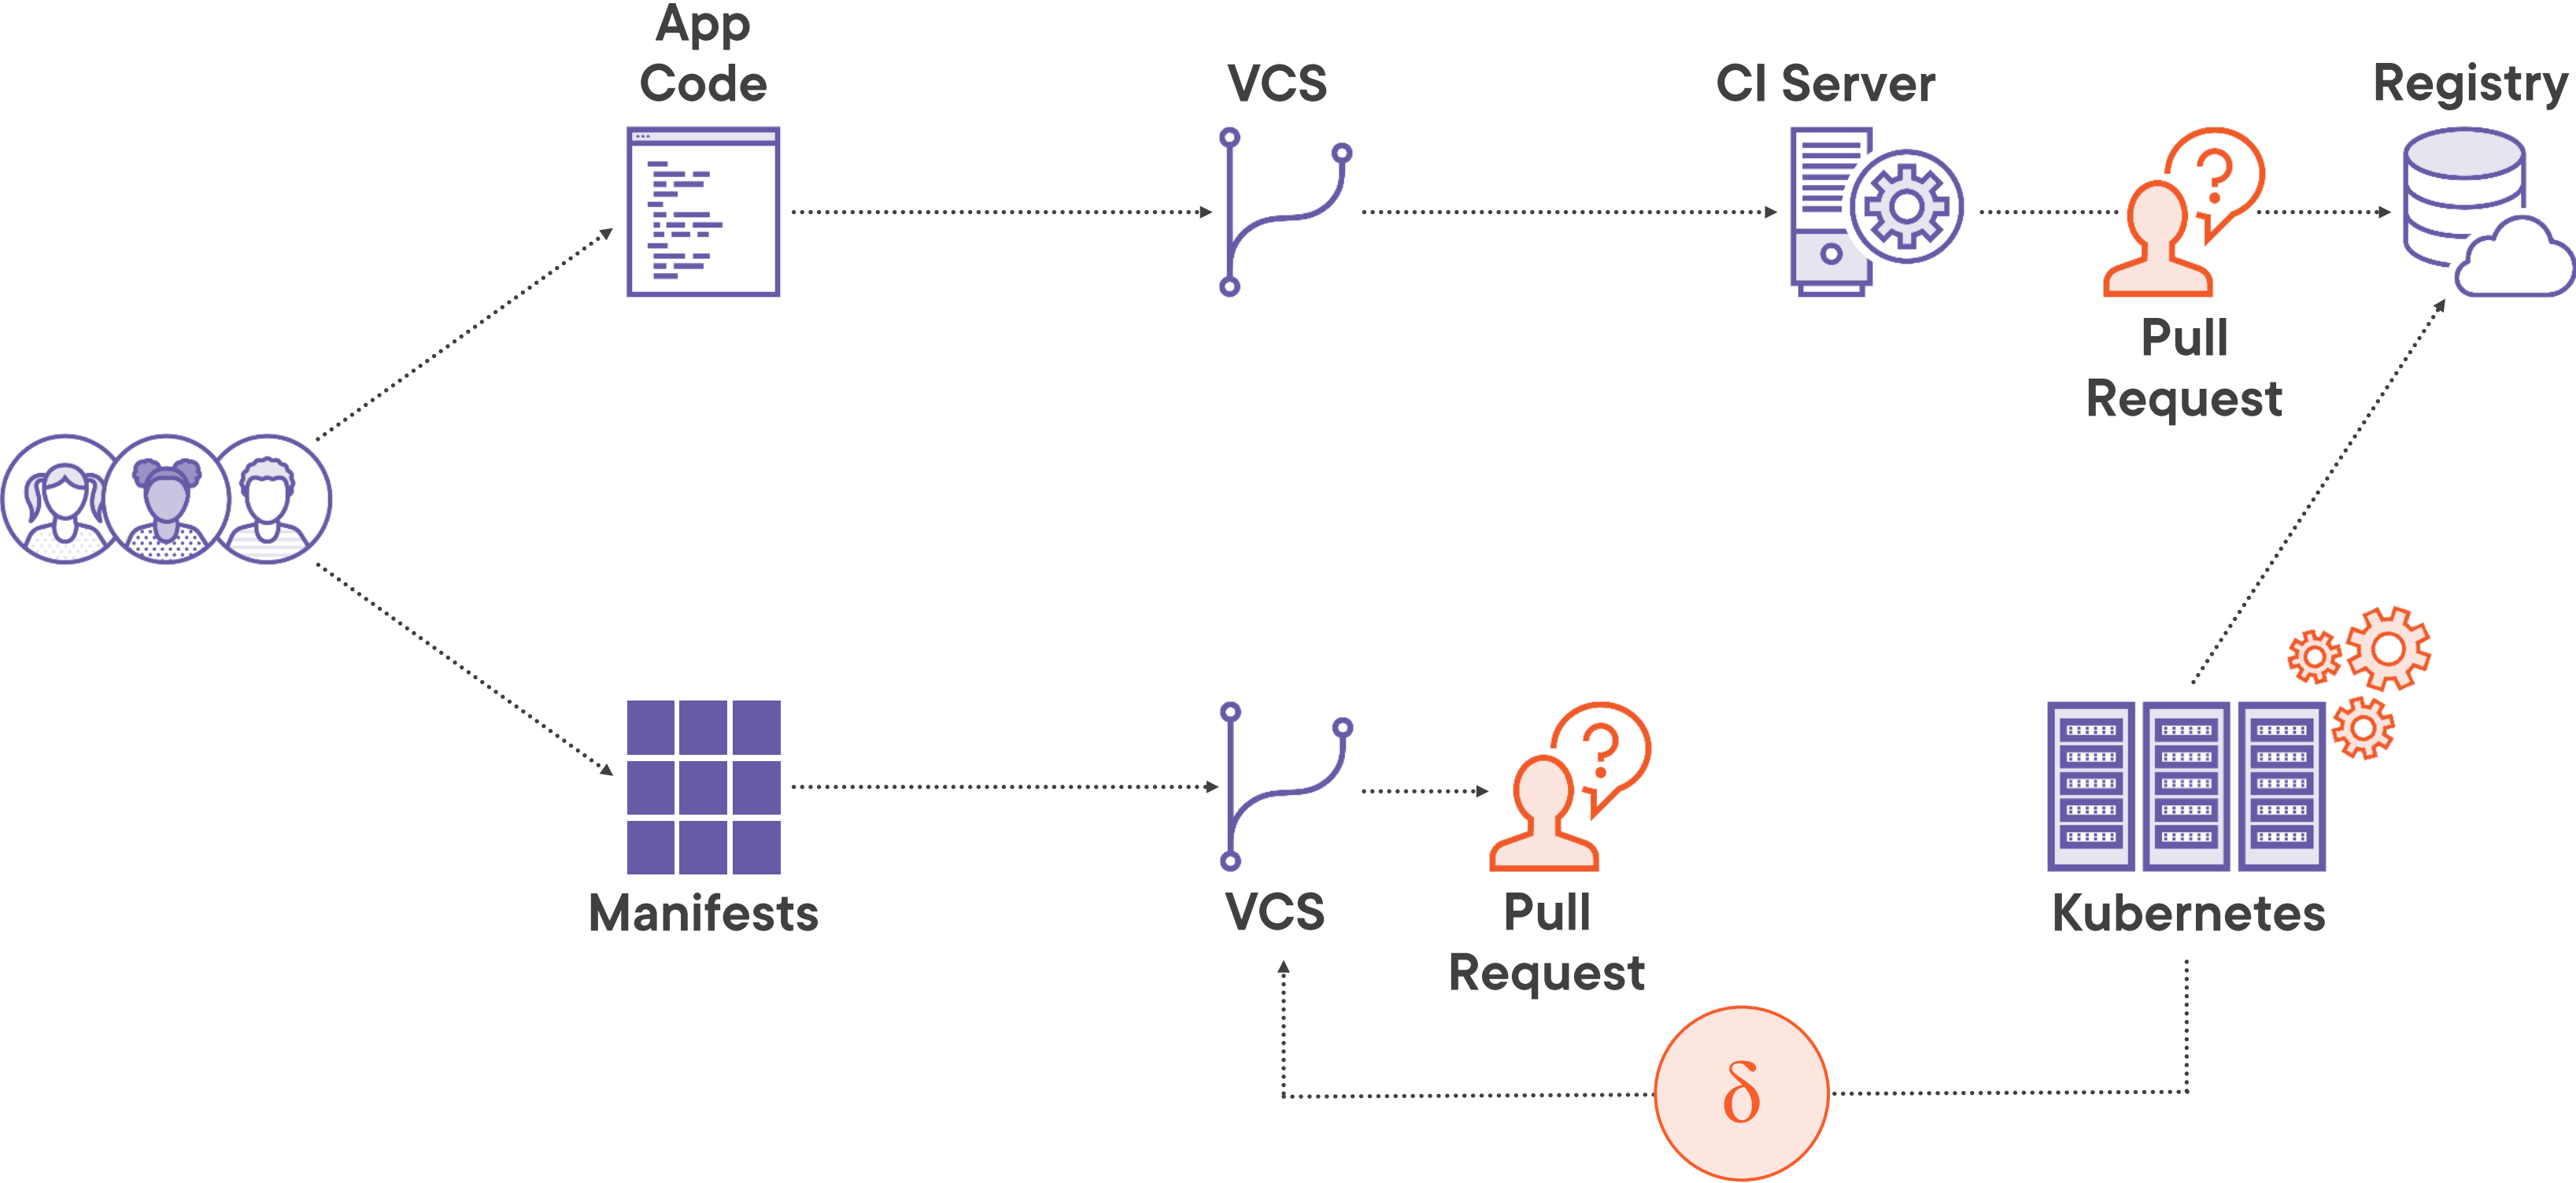 App
Code
VCS
CI Server
Registry
?
Pull
Request
?
Manifests
VCS
Pull
Request
Kubernetes
δ